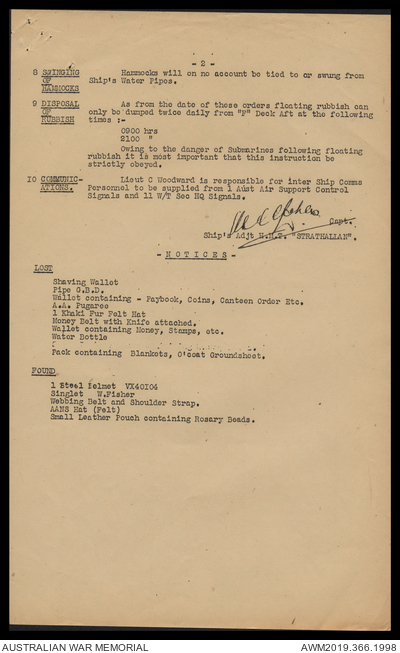 - 2 -
8 SWINGING Hammocks will on no account be tied to or swung from
OF Ship's Water Pipes.
HAMMOCKS
9 DISPOSAL As from the date of these orders floating rubbish can
OF only be dumped twice daily from "P" Deck Aft at the following
RUBBISH times :-
0900 hrs
2100 "
Owing to the danger of Submarines following floating
rubbish it is most important that this instruction be
strictly obeyed.
10 COMMUNIC- Lieut C Woodward is responsible for inter Ship Comms
ATIONS. Personnel to be supplied from 1 Aust Air Support Control
Signals and 11 W/T Sec HQ Signals.
Capt.
Ship's Adjt H.M.T. "STRATHALLAN".
- NOTICES -
LOST
Shaving Wallet
Pipe G.B.D.
Wallet containing - Paybook, Coins, Canteen Order Etc.
A.A. Pugaree
1 Khaki Fur Felt Hat
Money Belt with Knife attached.
Wallet containing Money, Stamps, etc.
Water Bottle
Pack containing Blankets, O'coat Groundsheet.
FOUND
1 Steel Helmet VX40104
Singlet W.Fisher
Webbing Belt and Shoulder Strap.
AANS Hat (Felt)
Small Leather Pouch containing Rosary Beads.
AUSTRALIAN WAR MEMORIAL
AWM2019.366.1998